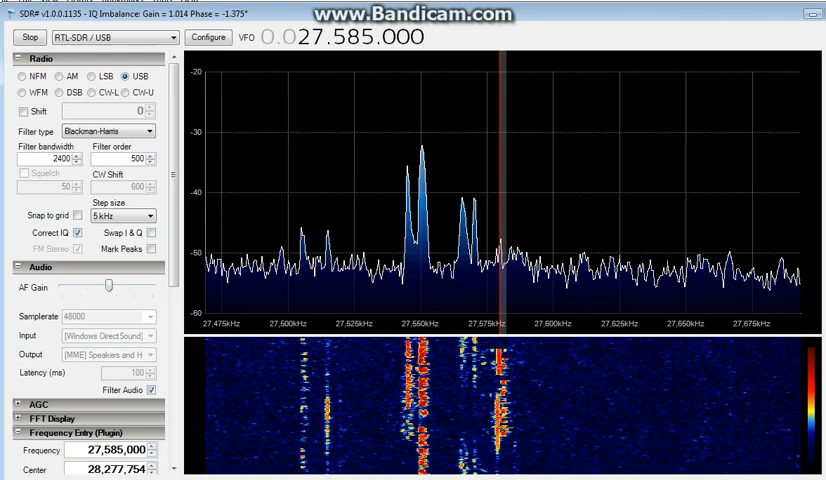 www.Bandicam.com
SDR# v1.0.0.1135 - IQ Imbalance: Gain = 1.014 Phase = -1.375°
Stop RTL-SDR / USB Configure VFO 0.027.585.000
Radio
NFM AM LSB USB
WFM DSB CW-L CW-U
Shift 0
Filter type Blackman-Harris
Filter bandwidth Filter order
2400 500
Squelch CW Shift
50 600
Step size
Snap to grid 5 kHz
Correct IQ Swap I & Q
FM Stereo Mark Peaks
Audio
AF Gain
Samplerate 48000
Input [Windows DirectSound]
Output [MME] Speakers and H
Latency (ms) 100
Filter Audio
AGC
FFT Display
Frequency Entry (Plugin)
Frequency 27,585,000
Center 28,277,754
-20
-30
-40
-50
-60
27,475kHz 27,500kHz 27,525kHz 27,550kHz 27,575kHz 27,600kHz 27,625kHz 27,650kHz 27,675kHz